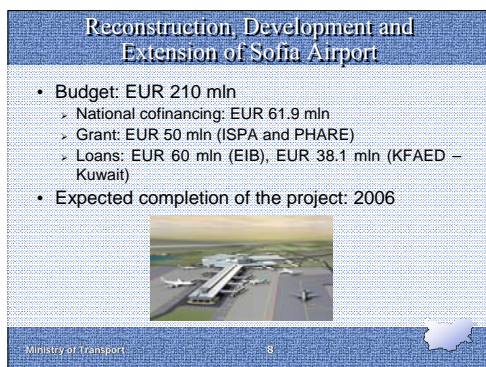 Reconstruction, Development and
Extension of Sofia Airport
• Budget: EUR 210 mln
➢ National cofinancing: EUR 61.9 mln
➢ Grant: EUR 50 mln (ISPA and PHARE)
➢ Loans: EUR 60 mln (EIB), EUR 38.1 mln (KFAED –
Kuwait)
• Expected completion of the project: 2006
Ministry of Transport
8